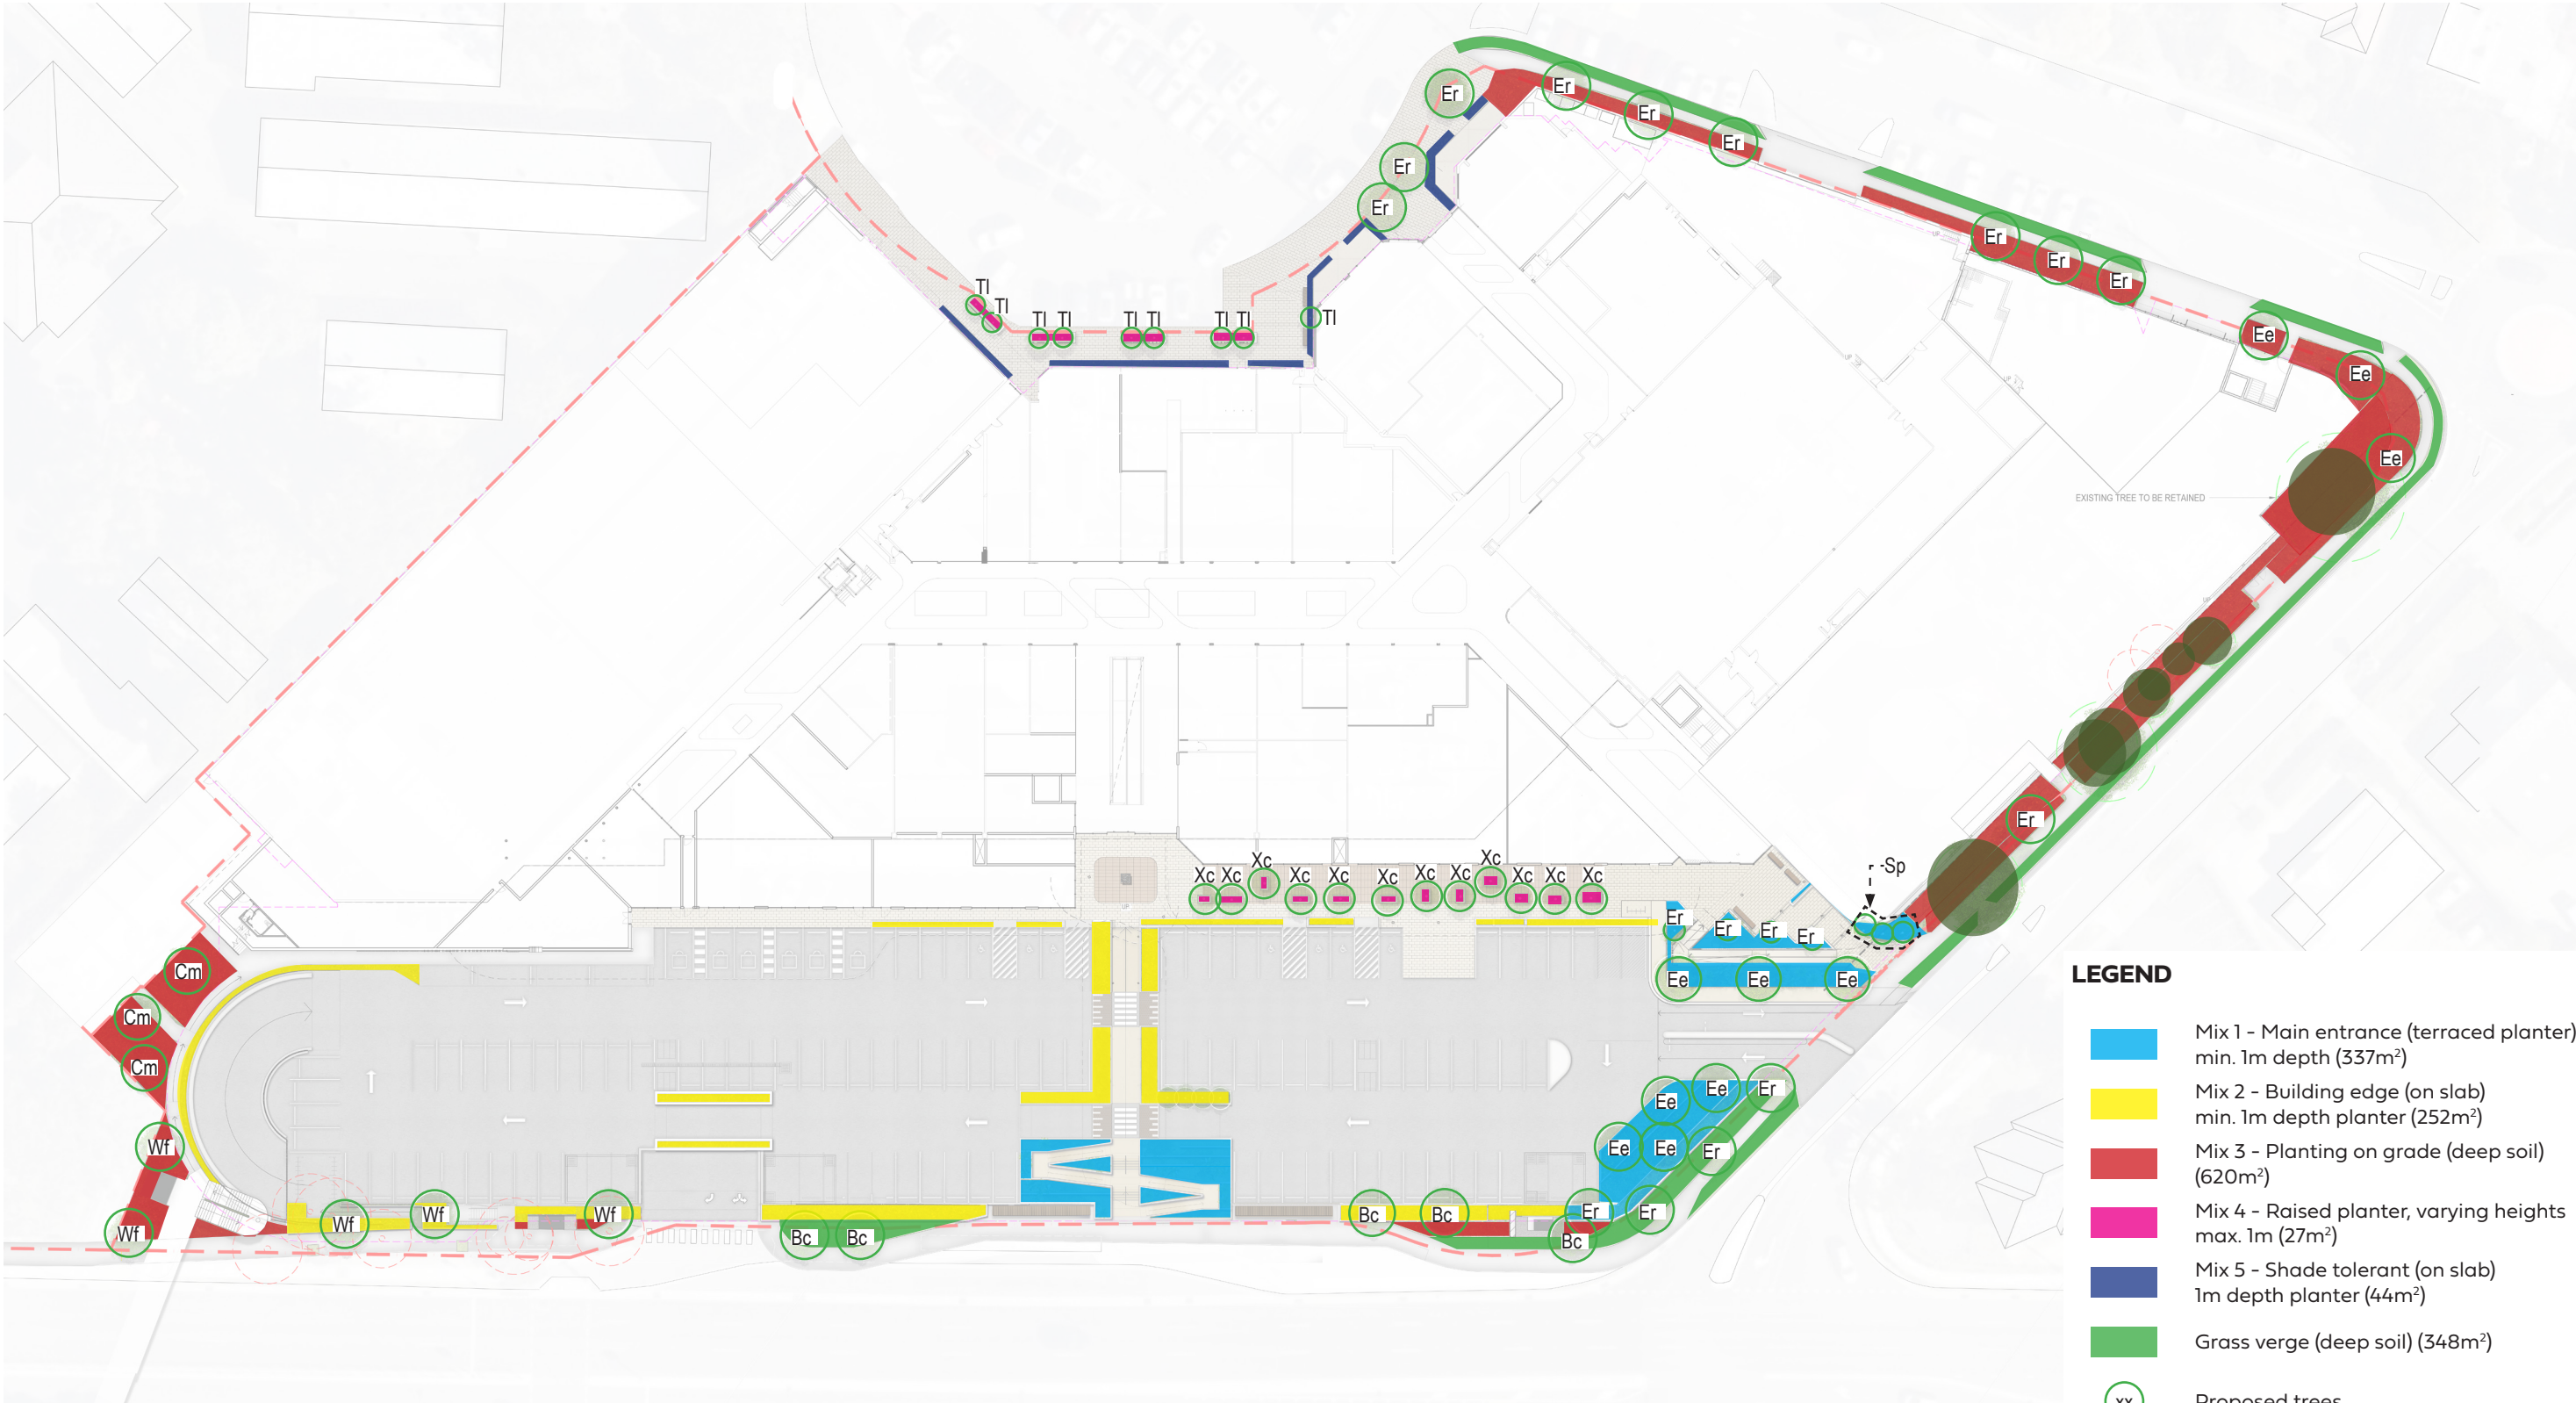 Er
Er
Er
Er
Er
Er
Er
Er
Er
Tl
Tl
Tl
Tl
Tl
Tl
Tl
Tl
Tl
Ee
Ee
Ee
EXISTING TREE TO BE RETAINED
Er
Xc
Xc
Xc
Xc
Xc
Xc
Xc
Xc
Xc
Xc
Xc
Xc
-Sp
UP
Er
Er
Er
Er
Ee
Ee
Ee
Cm
Cm
Cm
Wf
Wf
Wf
Wf
Wf
Bc
Bc
Bc
Bc
Bc
Ee
Ee
Er
Ee
Ee
Er
Er
Er
LEGEND
Mix 1 - Main entrance (terraced planter)
min. 1m depth (337m²)
Mix 2 - Building edge (on slab)
min. 1m depth planter (252m²)
Mix 3 - Planting on grade (deep soil)
(620m²)
Mix 4 - Raised planter, varying heights
max. 1m (27m²)
Mix 5 - Shade tolerant (on slab)
1m depth planter (44m²)
Grass verge (deep soil) (348m²)
xx
Proposed trees